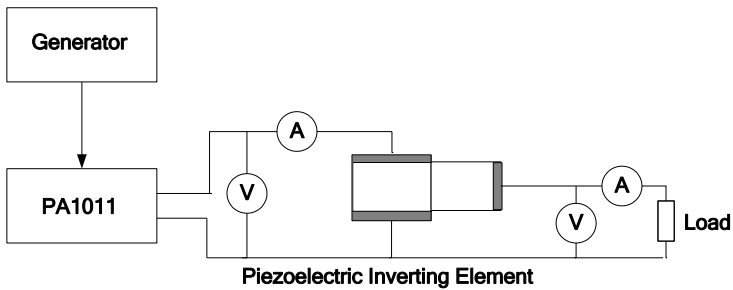 Generator
A
A
PA1011
V
V
Load
Piezoelectric Inverting Element